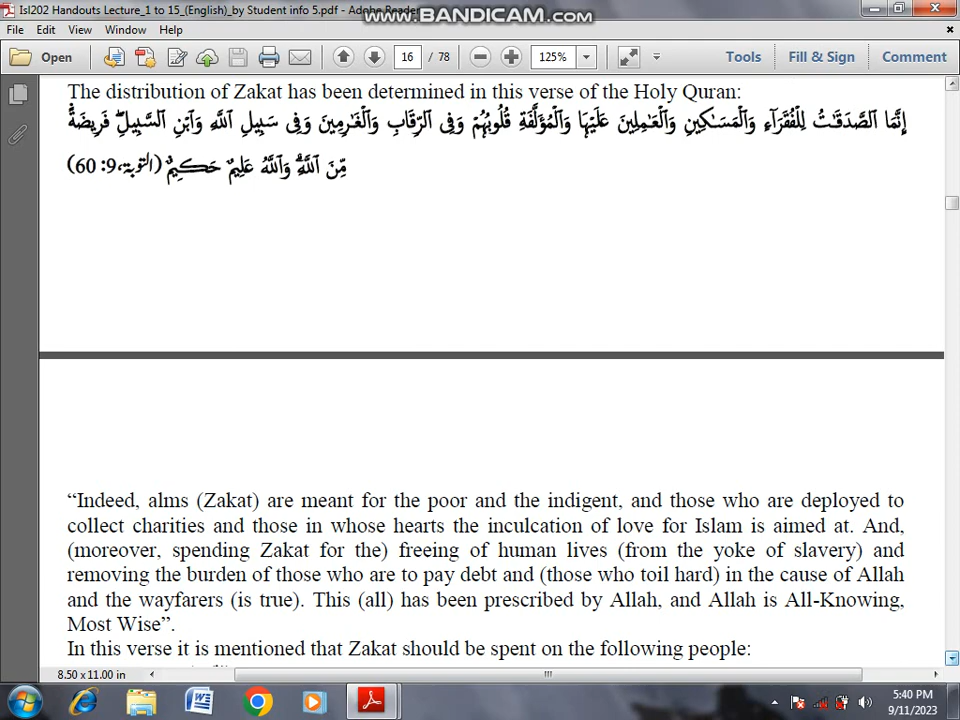 Isl202 Handouts Lecture_1 to 15_(English)_by Student info 5.pdf - Adobe Reader
WWW.BANDICAM.COM
File Edit View Window Help
Open 16 / 78 125% Tools Fill & Sign Comment
The distribution of Zakat has been determined in this verse of the Holy Quran:
إِنَّمَا ٱلصَّدَقَـٰتُ لِلْفُقَرَآءِ وَٱلْمَسَـٰكِينِ وَٱلْعَـٰمِلِينَ عَلَيْهَا وَٱلْمُؤَلَّفَةِ قُلُوبُهُمْ وَفِى ٱلرِّقَابِ وَٱلْغَـٰرِمِينَ وَفِى سَبِيلِ ٱللَّهِ وَٱبْنِ ٱلسَّبِيلِ ۖ فَرِيضَةً
مِّنَ ٱللَّهِ ۗ وَٱللَّهُ عَلِيمٌ حَكِيمٌ (التوبۃ،9: 60)
“Indeed, alms (Zakat) are meant for the poor and the indigent, and those who are deployed to
collect charities and those in whose hearts the inculcation of love for Islam is aimed at. And,
(moreover, spending Zakat for the) freeing of human lives (from the yoke of slavery) and
removing the burden of those who are to pay debt and (those who toil hard) in the cause of Allah
and the wayfarers (is true). This (all) has been prescribed by Allah, and Allah is All-Knowing,
Most Wise”.
In this verse it is mentioned that Zakat should be spent on the following people:
8.50 x 11.00 in
5:40 PM
9/11/2023